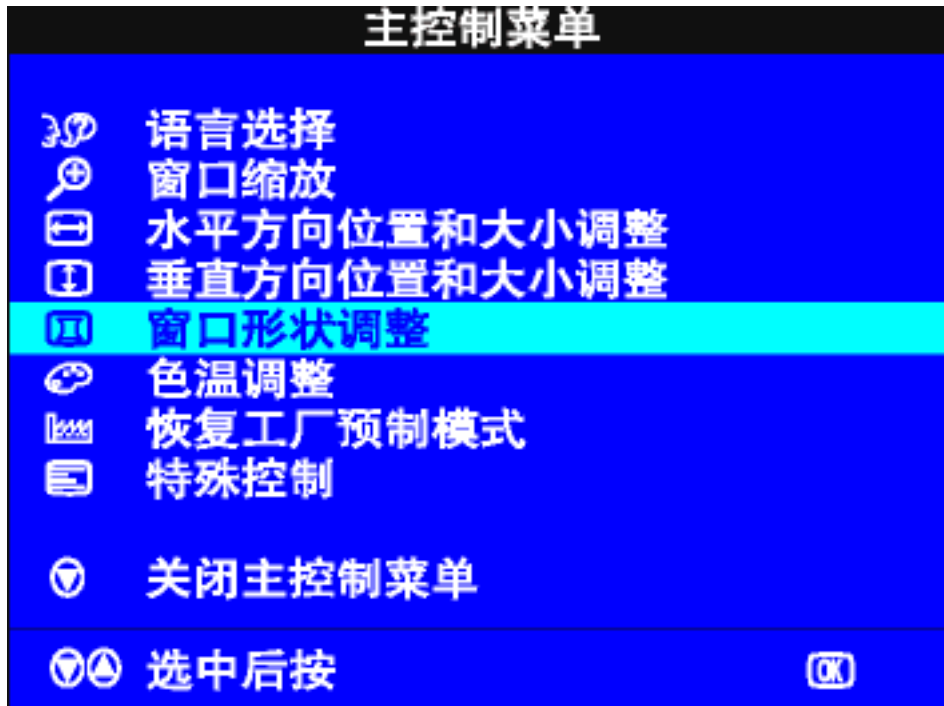 主控制菜单
语言选择
窗口缩放
水平方向位置和大小调整
垂直方向位置和大小调整
窗口形状调整
色温调整
恢复工厂预制模式
特殊控制
关闭主控制菜单
选中后按 OK